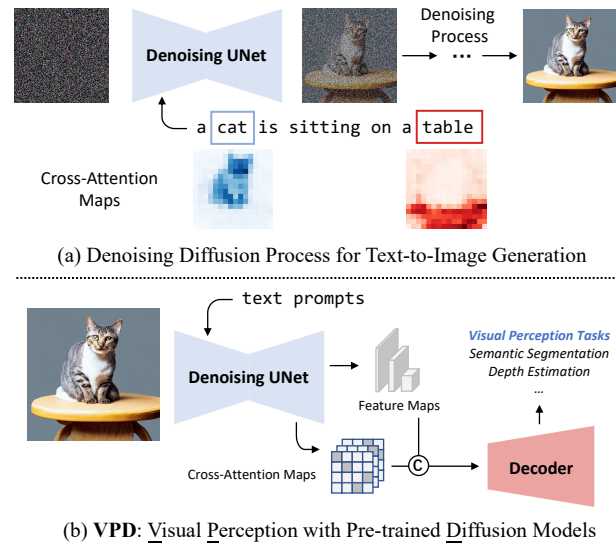 Denoising UNet
Denoising
Process
...
a cat is sitting on a table
Cross-Attention
Maps
(a) Denoising Diffusion Process for Text-to-Image Generation
text prompts
Denoising UNet
Feature Maps
Cross-Attention Maps
C
Visual Perception Tasks
Semantic Segmentation
Depth Estimation
...
Decoder
(b) VPD: Visual Perception with Pre-trained Diffusion Models